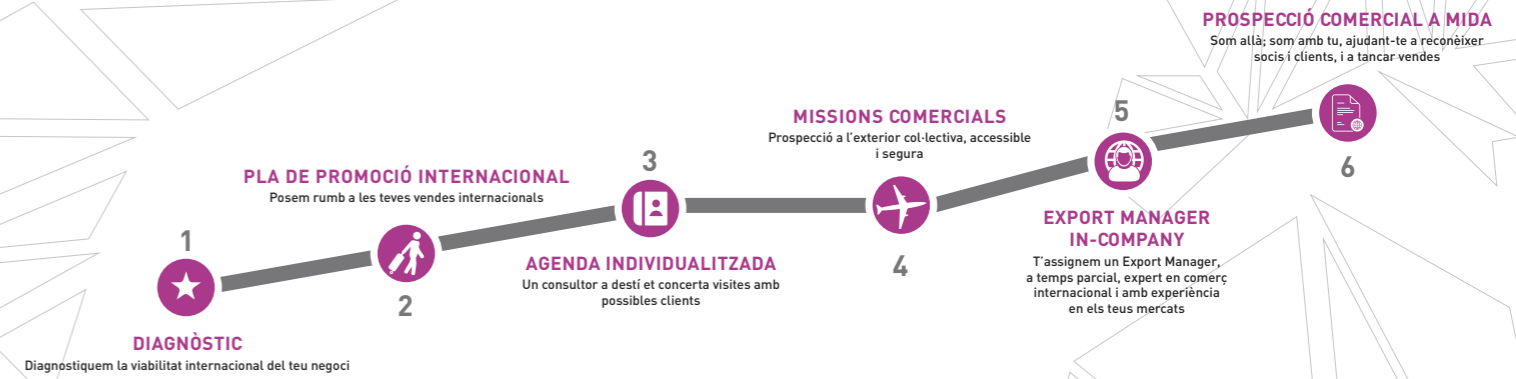 1
DIAGNÒSTIC
Diagnostiquem la viabilitat internacional del teu negoci
PLA DE PROMOCIÓ INTERNACIONAL
Posem rumb a les teves vendes internacionals
2
3
AGENDA INDIVIDUALITZADA
Un consultor a destí et concerta visites amb
possibles clients
MISSIONS COMERCIALS
Prospecció a l'exterior col·lectiva, accessible
i segura
4
5
EXPORT MANAGER
IN-COMPANY
T'assignem un Export Manager,
a temps parcial, expert en comerç
internacional i amb experiència
en els teus mercats
PROSPECCIÓ COMERCIAL A MIDA
Som allà; som amb tu, ajudant-te a reconèixer
socis i clients, i a tancar vendes
6